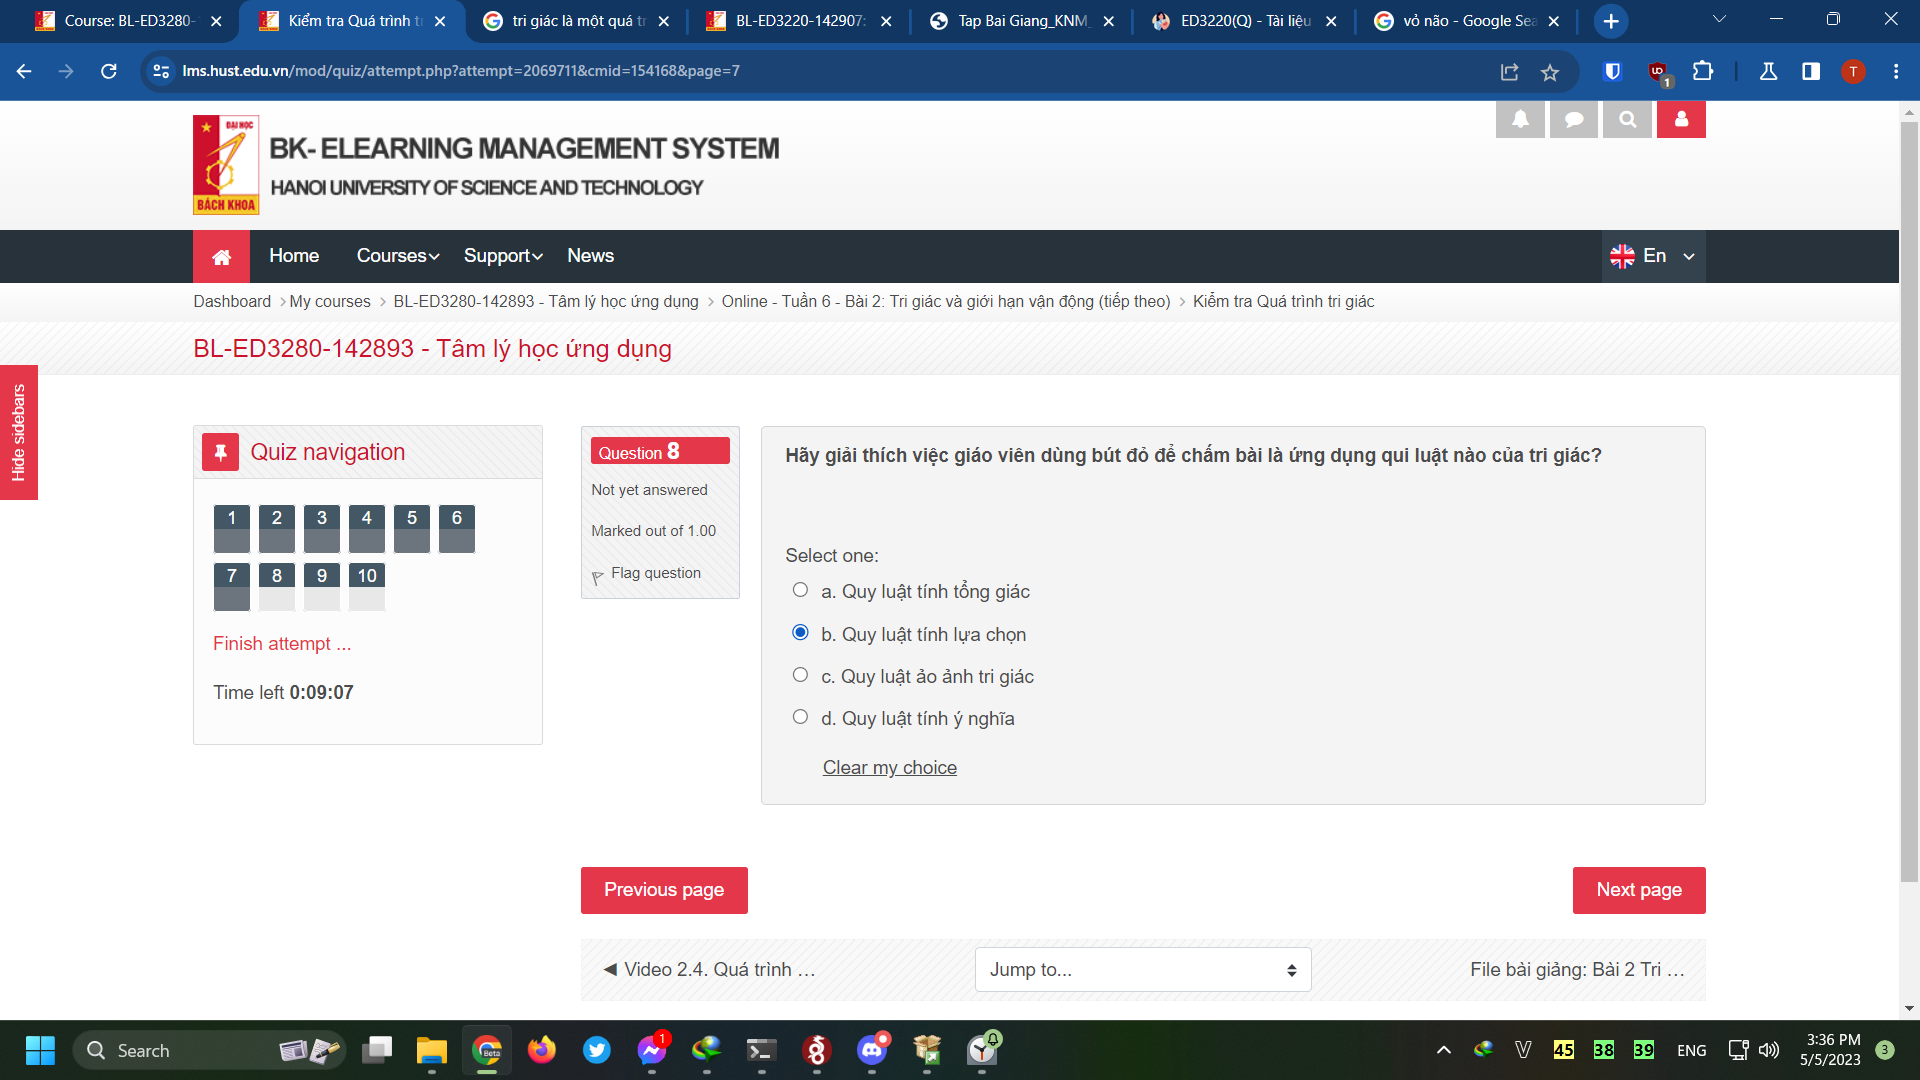 Course: BL-ED3280-
Kiểm tra Quá trình tr
tri giác là một quá tr
BL-ED3220-142907:
Tap Bai Giang_KNM_
ED3220(Q) - Tài liệu
vỏ não - Google Sea
lms.hust.edu.vn/mod/quiz/attempt.php?attempt=2069711&cmid=154168&page=7
1
T
ĐẠI HỌC
BÁCH KHOA
BK- ELEARNING MANAGEMENT SYSTEM
HANOI UNIVERSITY OF SCIENCE AND TECHNOLOGY
Home
Courses
Support
News
En
Dashboard
My courses
BL-ED3280-142893 - Tâm lý học ứng dụng
Online - Tuần 6 - Bài 2: Tri giác và giới hạn vận động (tiếp theo)
Kiểm tra Quá trình tri giác
BL-ED3280-142893 - Tâm lý học ứng dụng
Hide sidebars
Quiz navigation
1 2 3 4 5 6
7 8 9 10
Finish attempt ...
Time left 0:09:07
Question 8
Not yet answered
Marked out of 1.00
Flag question
Hãy giải thích việc giáo viên dùng bút đỏ để chấm bài là ứng dụng qui luật nào của tri giác?
Select one:
a. Quy luật tính tổng giác
b. Quy luật tính lựa chọn
c. Quy luật ảo ảnh tri giác
d. Quy luật tính ý nghĩa
Clear my choice
Previous page
Next page
◄ Video 2.4. Quá trình …
Jump to...
File bài giảng: Bài 2 Tri …
Search
Beta
1
45
38
39
ENG
3:36 PM
5/5/2023
3